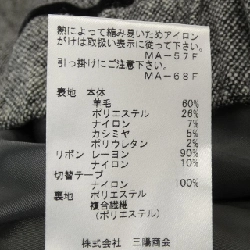 熱によって縮み易いためアイロン
がけは取扱い表示に従って下さい。
MA-57F
引っ掛けにご注意下さい。
MA-68F
表地 本体
羊毛 60%
ポリエステル 26%
ナイロン 7%
カシミヤ 5%
ポリウレタン 2%
リボン レーヨン 90%
ナイロン 10%
切替テープ
ナイロン 00%
裏地 ポリエステル
複合繊維
(ポリエステル)
株式会社 三陽商会